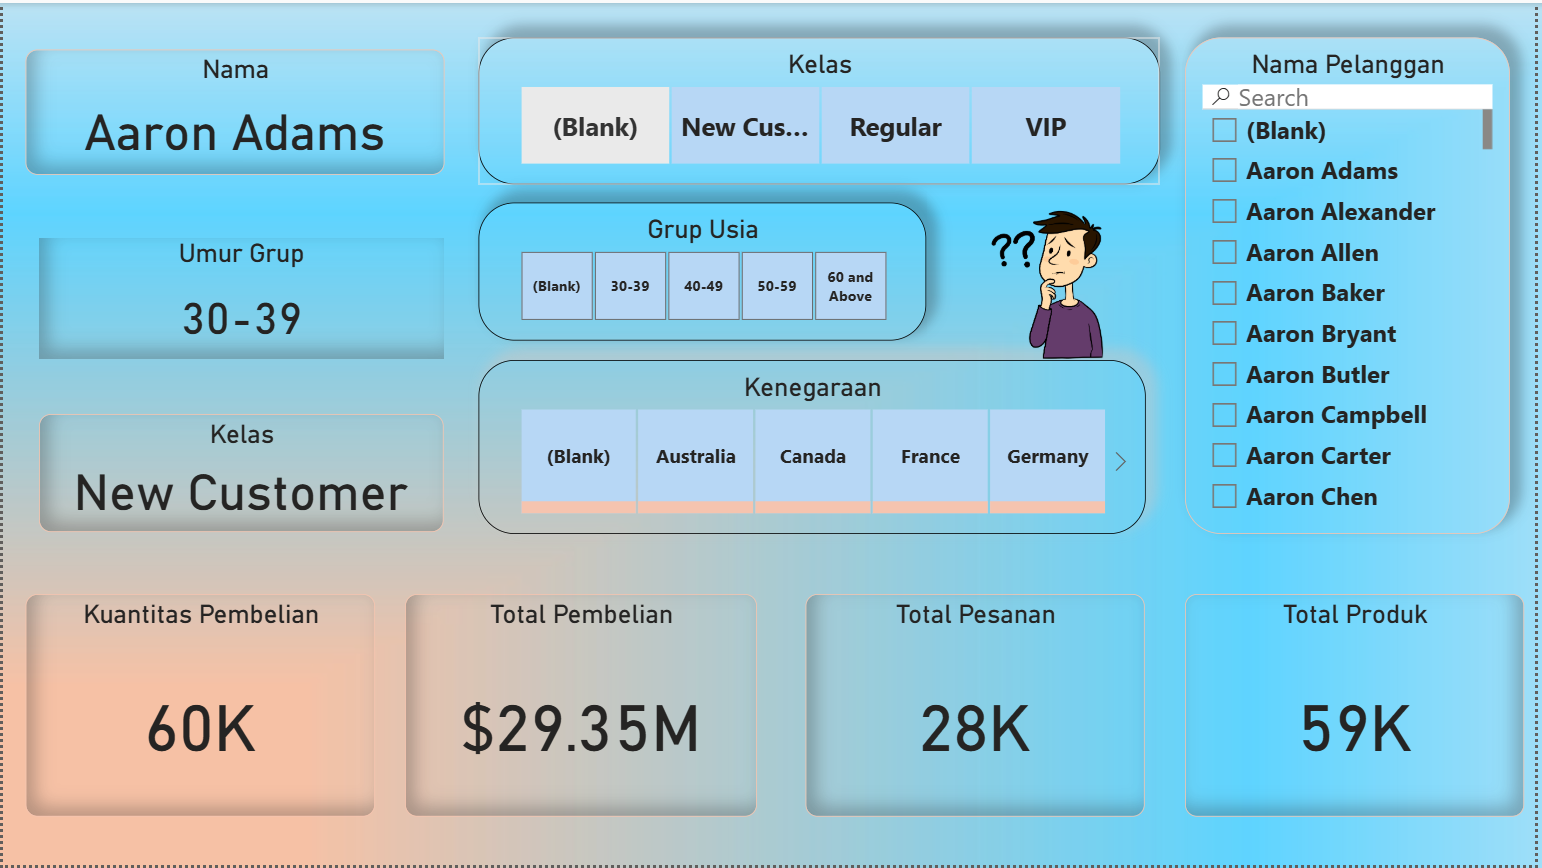 Nama
Aaron Adams
Umur Grup
30-39
Kelas
New Customer
Kelas
(Blank)
New Cus...
Regular
VIP
Grup Usia
(Blank)
30-39
40-49
50-59
60 and
Above
??
Kenegaraan
(Blank)
Australia
Canada
France
Germany
Nama Pelanggan
Search
(Blank)
Aaron Adams
Aaron Alexander
Aaron Allen
Aaron Baker
Aaron Bryant
Aaron Butler
Aaron Campbell
Aaron Carter
Aaron Chen
Kuantitas Pembelian
60K
Total Pembelian
$29.35M
Total Pesanan
28K
Total Produk
59K